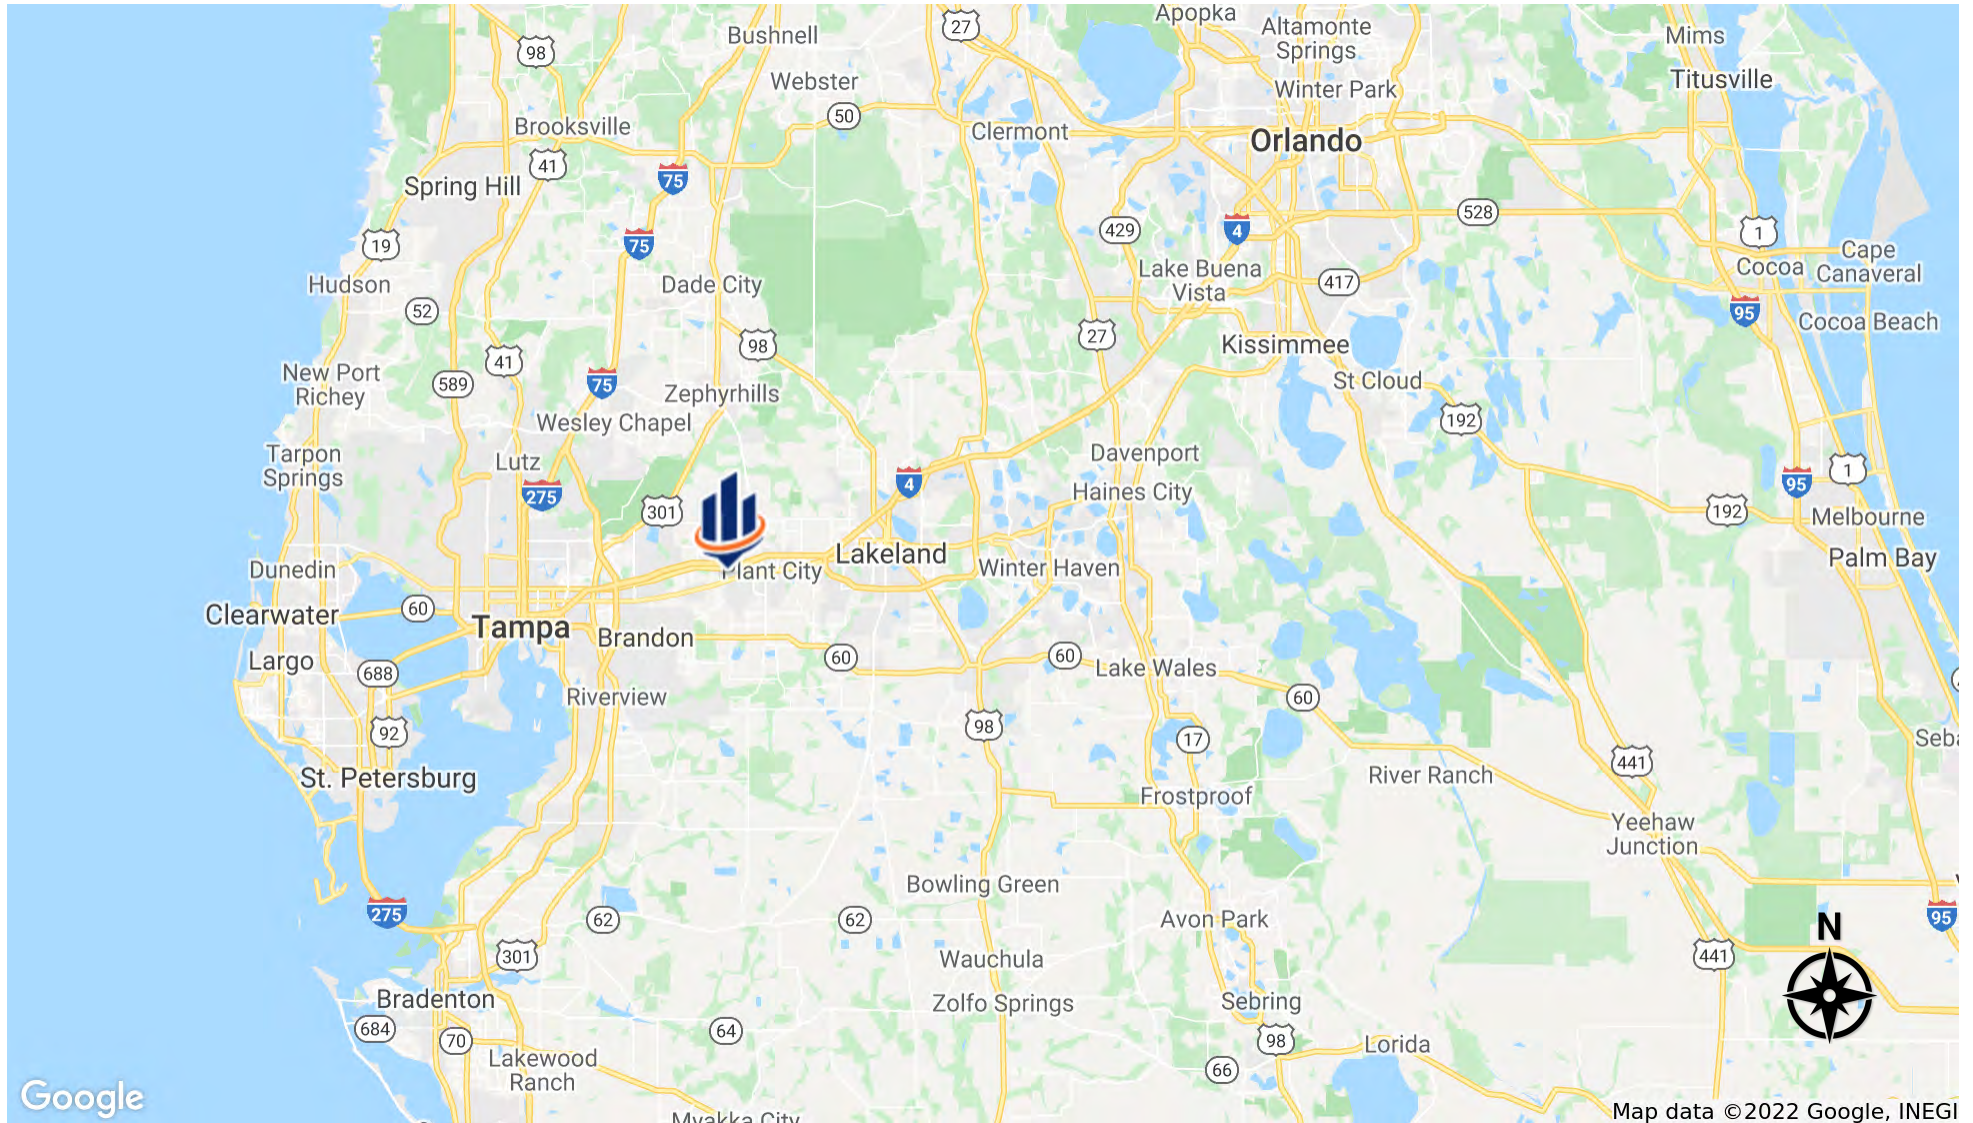 Apopka
27
Altamonte
Springs
Bushnell
Mims
98
Webster
Titusville
Winter Park
50
Brooksville
Clermont
Orlando
41
75
Spring Hill
528
429
4
1
19
75
Cape
Canaveral
Lake Buena
Vista
Cocoa
Hudson
Dade City
417
52
95
Cocoa Beach
27
98
Kissimmee
41
New Port
Richey
589
75
St Cloud
Zephyrhills
192
Wesley Chapel
Davenport
Tarpon
Springs
Lutz
275
4
95
1
Haines City
301
192
Melbourne
Lakeland
Palm Bay
Dunedin
Plant City
Winter Haven
Clearwater
60
Tampa
Brandon
60
60
Largo
688
Lake Wales
Riverview
60
98
92
17
441
St. Petersburg
River Ranch
Frostproof
Yeehaw
Junction
Bowling Green
275
62
62
Avon Park
95
N
301
Wauchula
441
Bradenton
Zolfo Springs
Sebring
684
70
64
98
Lorida
Lakewood
Ranch
66
Google
Map data ©2022 Google, INEGI